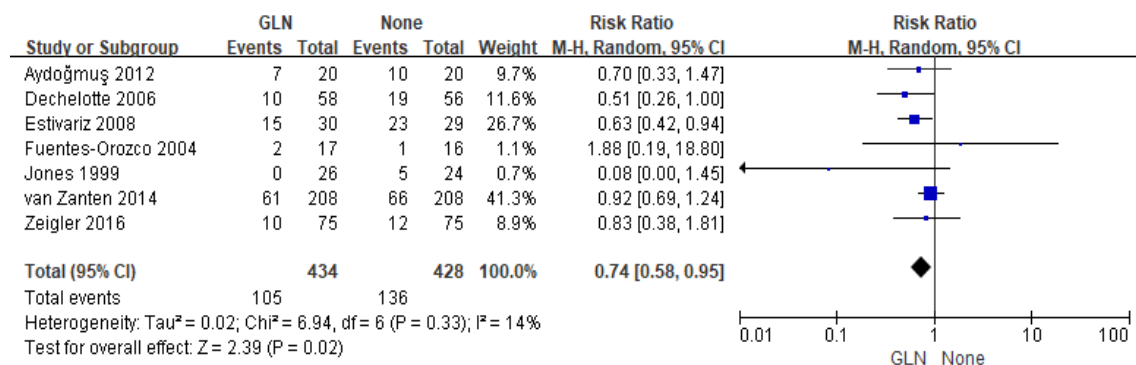 GLN None Risk Ratio Risk Ratio
Study or Subgroup Events Total Events Total Weight M-H, Random, 95% CI M-H, Random, 95% CI
Aydoğmuş 2012 7 20 10 20 9.7% 0.70 [0.33, 1.47]
Dechelotte 2006 10 58 19 56 11.6% 0.51 [0.26, 1.00]
Estivariz 2008 15 30 23 29 26.7% 0.63 [0.42, 0.94]
Fuentes-Orozco 2004 2 17 1 16 1.1% 1.88 [0.19, 18.80]
Jones 1999 0 26 5 24 0.7% 0.08 [0.00, 1.45]
van Zanten 2014 61 208 66 208 41.3% 0.92 [0.69, 1.24]
Zeigler 2016 10 75 12 75 8.9% 0.83 [0.38, 1.81]
Total (95% CI) 434 428 100.0% 0.74 [0.58, 0.95]
Total events 105 136
Heterogeneity: Tau² = 0.02; Chi² = 6.94, df = 6 (P = 0.33); I² = 14%
Test for overall effect: Z = 2.39 (P = 0.02)
0.01 0.1 1 10 100
GLN None